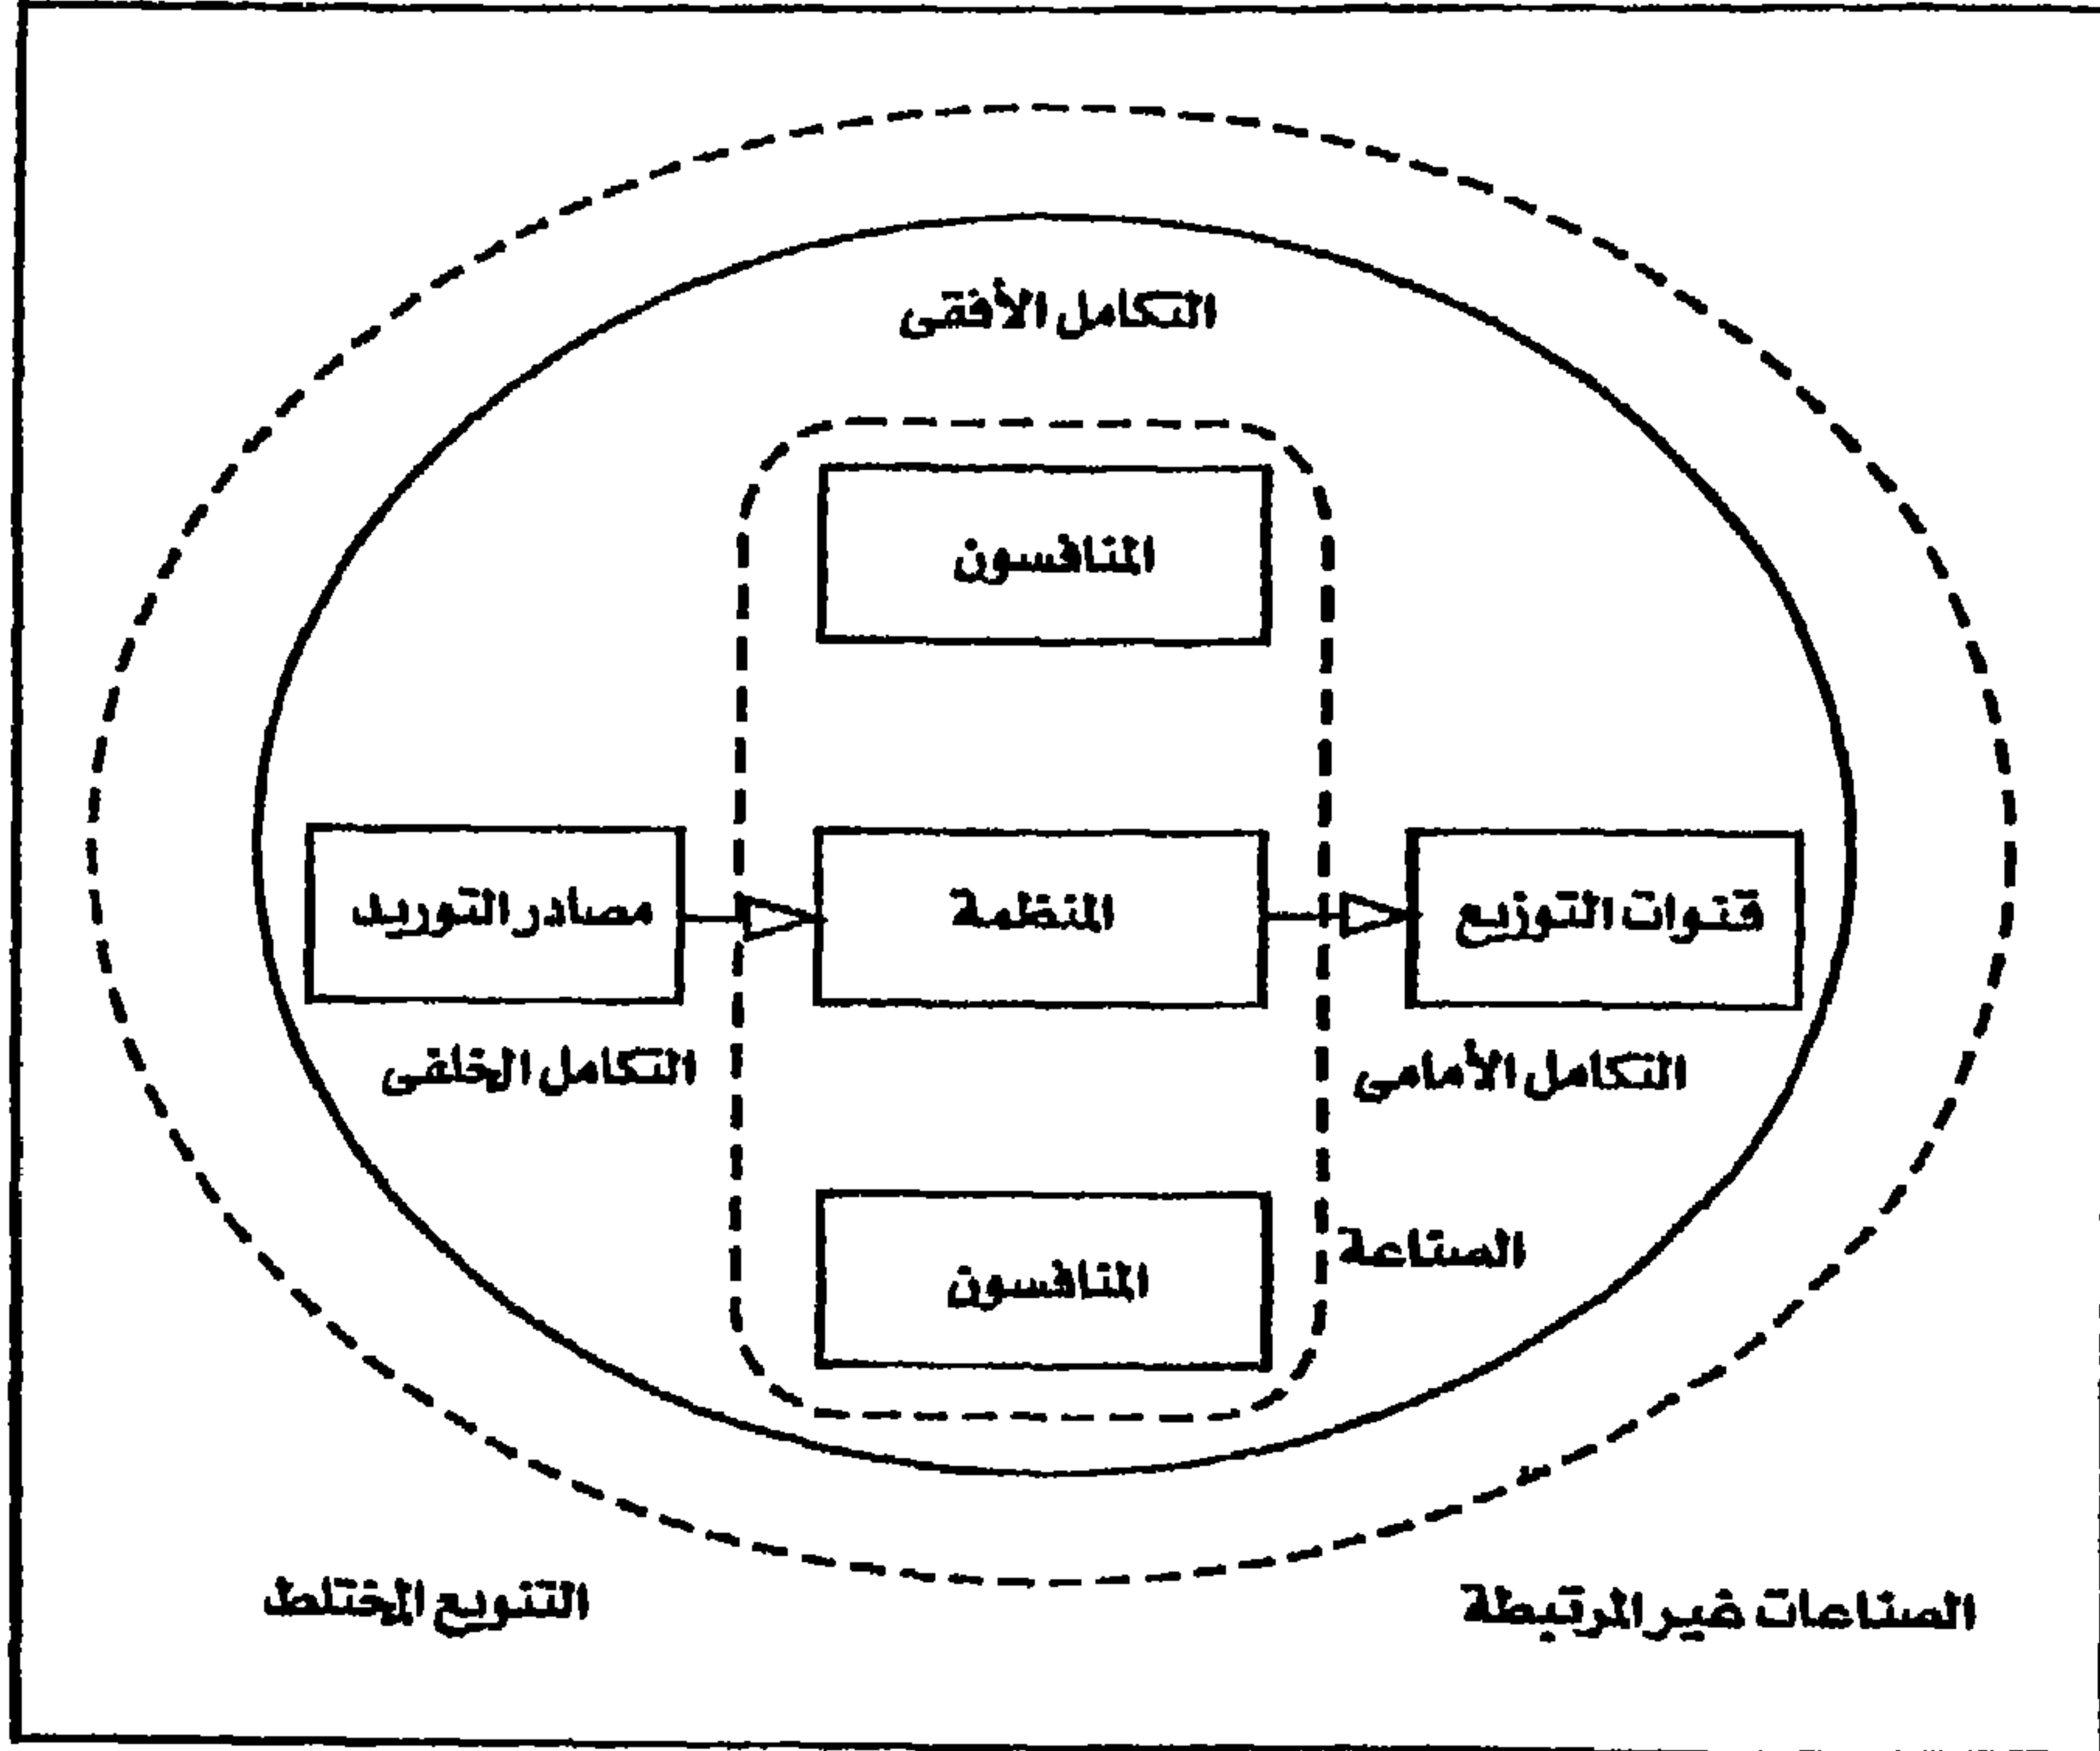 التكامل الأفقى
المنافسون
قنوات التوزيع
المنظمة
مصادر التوريد
التكامل الأمامى
التكامل الخلفى
الصناعة
المنافسون
الصناعات غير المرتبطة
التنويع المختلط